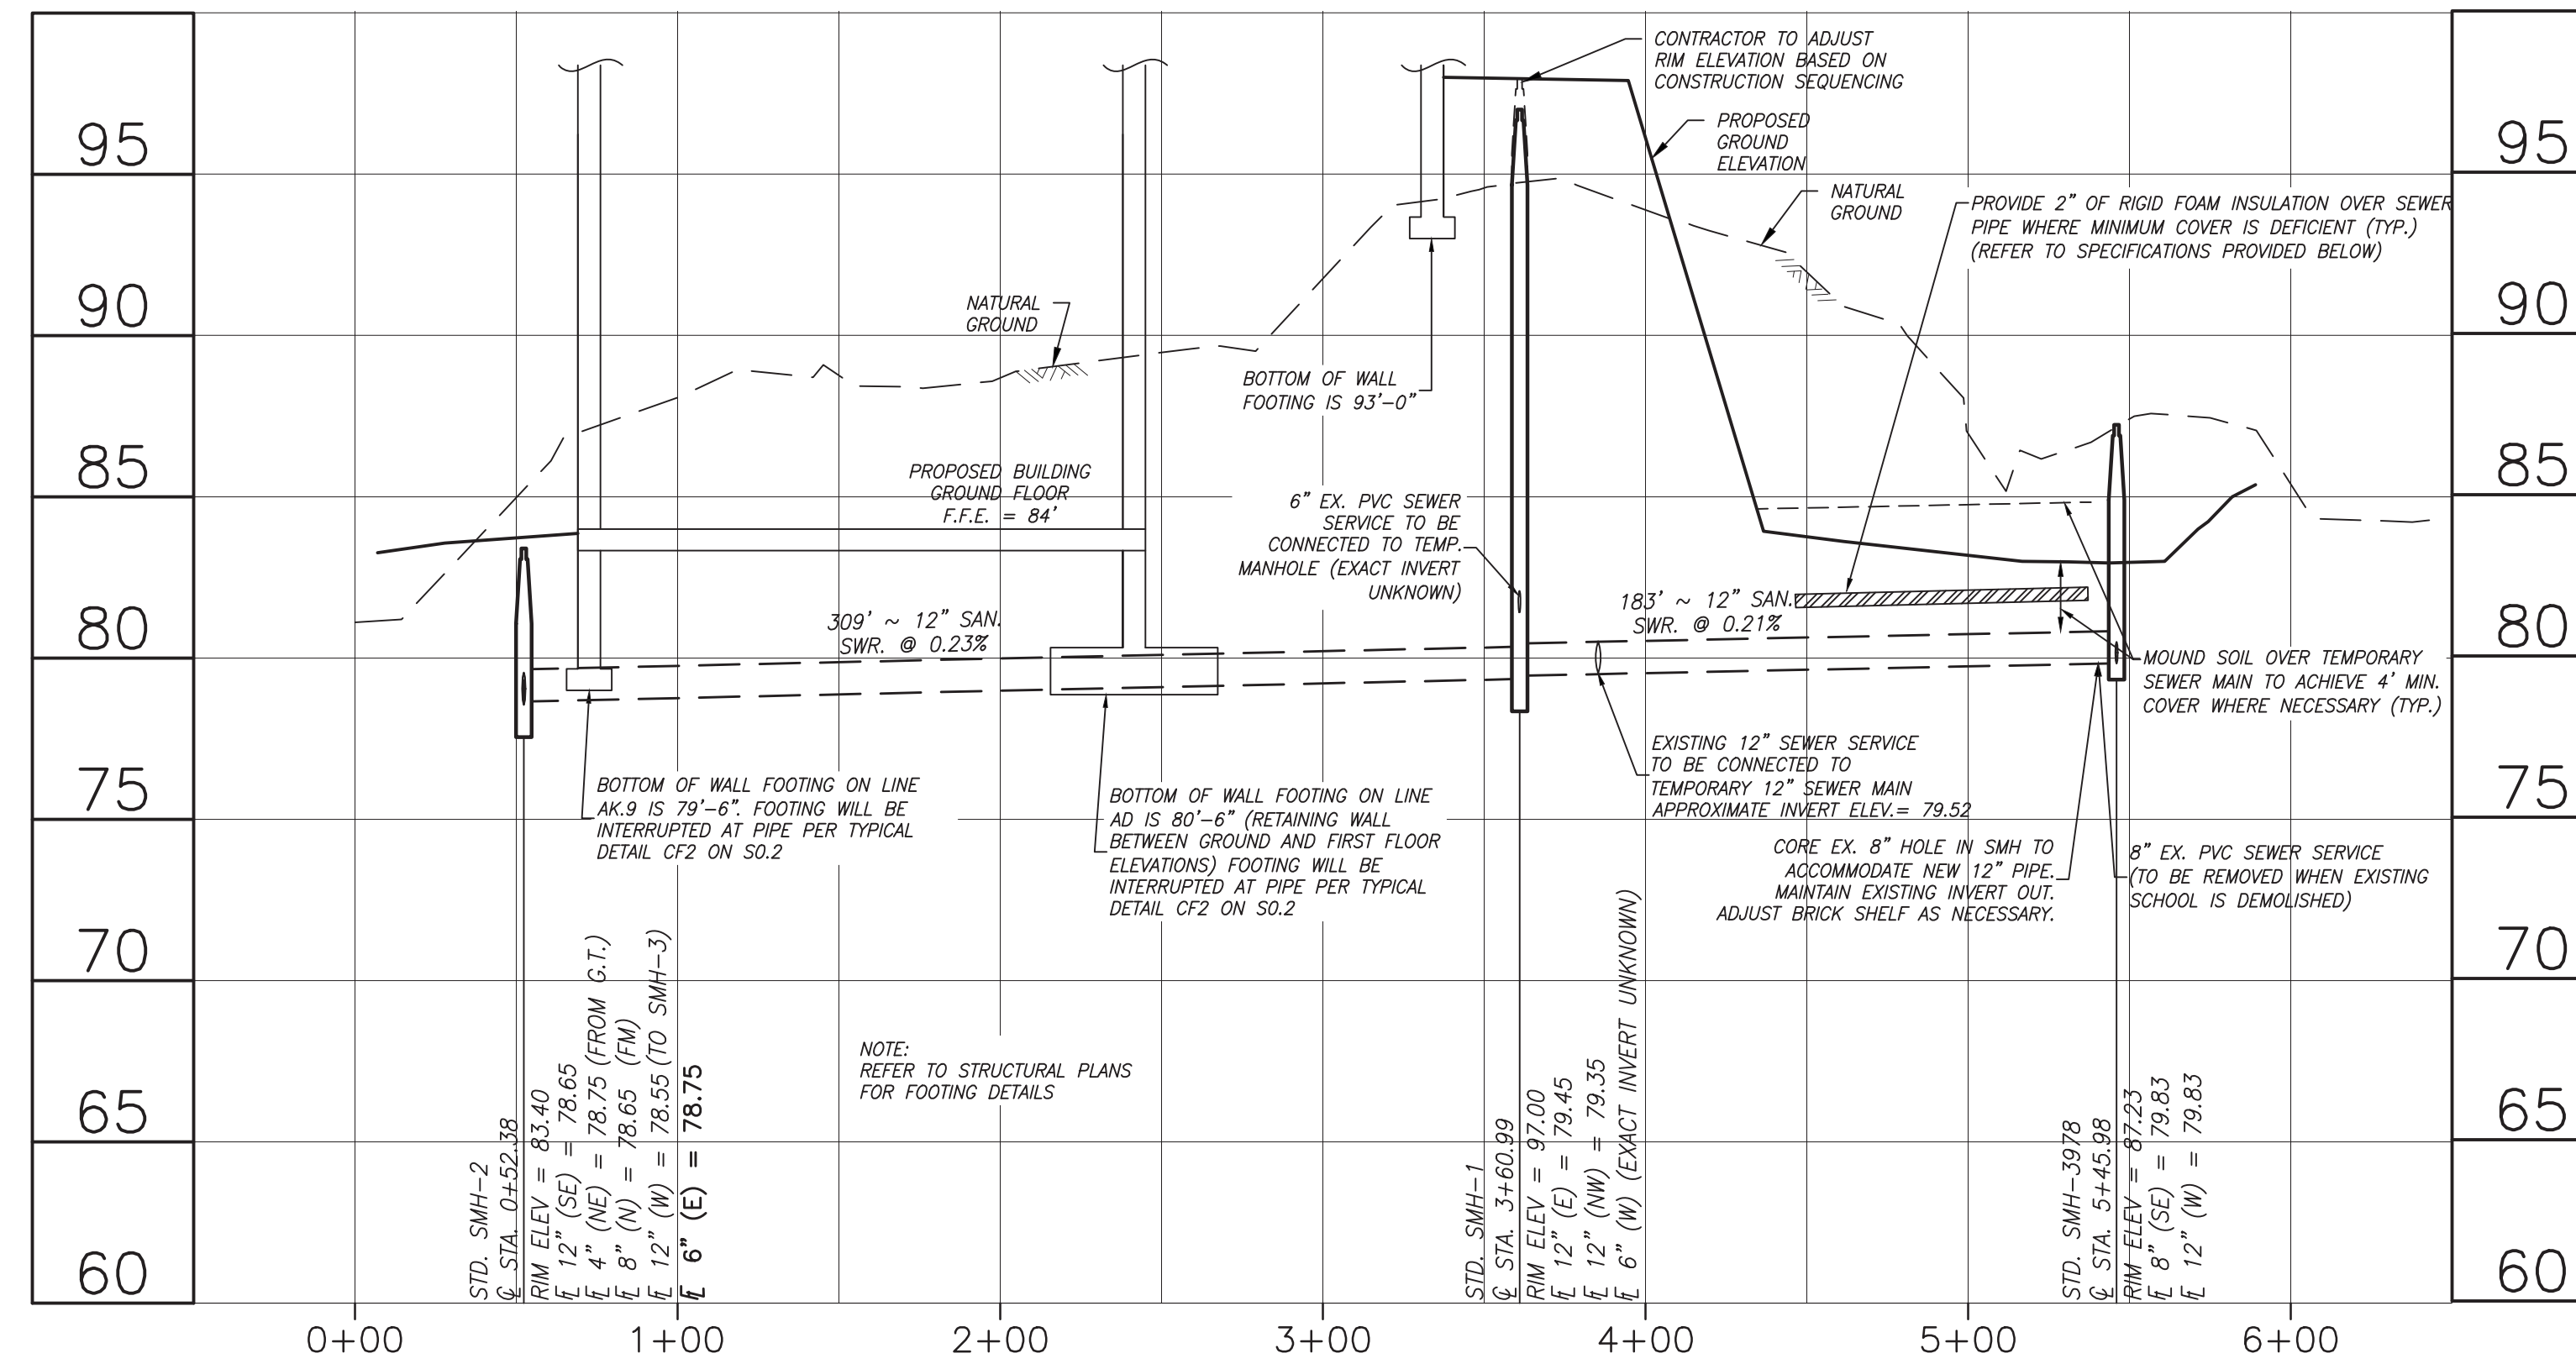 95
90
85
80
75
70
65
60
CONTRACTOR TO ADJUST
RIM ELEVATION BASED ON
CONSTRUCTION SEQUENCING
PROPOSED
GROUND
ELEVATION
NATURAL
GROUND
PROVIDE 2" OF RIGID FOAM INSULATION OVER SEWER
PIPE WHERE MINIMUM COVER IS DEFICIENT (TYP.)
(REFER TO SPECIFICATIONS PROVIDED BELOW)
NATURAL
GROUND
BOTTOM OF WALL
FOOTING IS 93'-0"
PROPOSED BUILDING
GROUND FLOOR
F.F.E. = 84'
6" EX. PVC SEWER
SERVICE TO BE
CONNECTED TO TEMP.
MANHOLE (EXACT INVERT
UNKNOWN)
309' ~ 12" SAN.
SWR. @ 0.23%
183' ~ 12" SAN.
SWR. @ 0.21%
MOUND SOIL OVER TEMPORARY
SEWER MAIN TO ACHIEVE 4' MIN.
COVER WHERE NECESSARY (TYP.)
BOTTOM OF WALL FOOTING ON LINE
AK.9 IS 79'-6". FOOTING WILL BE
INTERRUPTED AT PIPE PER TYPICAL
DETAIL CF2 ON S0.2
BOTTOM OF WALL FOOTING ON LINE
AD IS 80'-6" (RETAINING WALL
BETWEEN GROUND AND FIRST FLOOR
ELEVATIONS) FOOTING WILL BE
INTERRUPTED AT PIPE PER TYPICAL
DETAIL CF2 ON S0.2
EXISTING 12" SEWER SERVICE
TO BE CONNECTED TO
TEMPORARY 12" SEWER MAIN
APPROXIMATE INVERT ELEV.= 79.52
CORE EX. 8" HOLE IN SMH TO
ACCOMMODATE NEW 12" PIPE.
MAINTAIN EXISTING INVERT OUT.
ADJUST BRICK SHELF AS NECESSARY.
8" EX. PVC SEWER SERVICE
(TO BE REMOVED WHEN EXISTING
SCHOOL IS DEMOLISHED)
NOTE:
REFER TO STRUCTURAL PLANS
FOR FOOTING DETAILS
STD. SMH-2
℄ STA. 0+52.38
RIM ELEV = 83.40
FL 12" (SE) = 78.65
FL 4" (NE) = 78.75 (FROM G.T.)
FL 8" (N) = 78.65 (FM)
FL 12" (W) = 78.55 (TO SMH-3)
FL 6" (E) = 78.75
STD. SMH-1
℄ STA. 3+60.99
RIM ELEV = 97.00
FL 12" (E) = 79.45
FL 12" (NW) = 79.35
FL 6" (W) (EXACT INVERT UNKNOWN)
STD. SMH-3978
℄ STA. 5+45.98
RIM ELEV = 87.23
FL 8" (SE) = 79.83
FL 12" (W) = 79.83
95
90
85
80
75
70
65
60
0+00
1+00
2+00
3+00
4+00
5+00
6+00